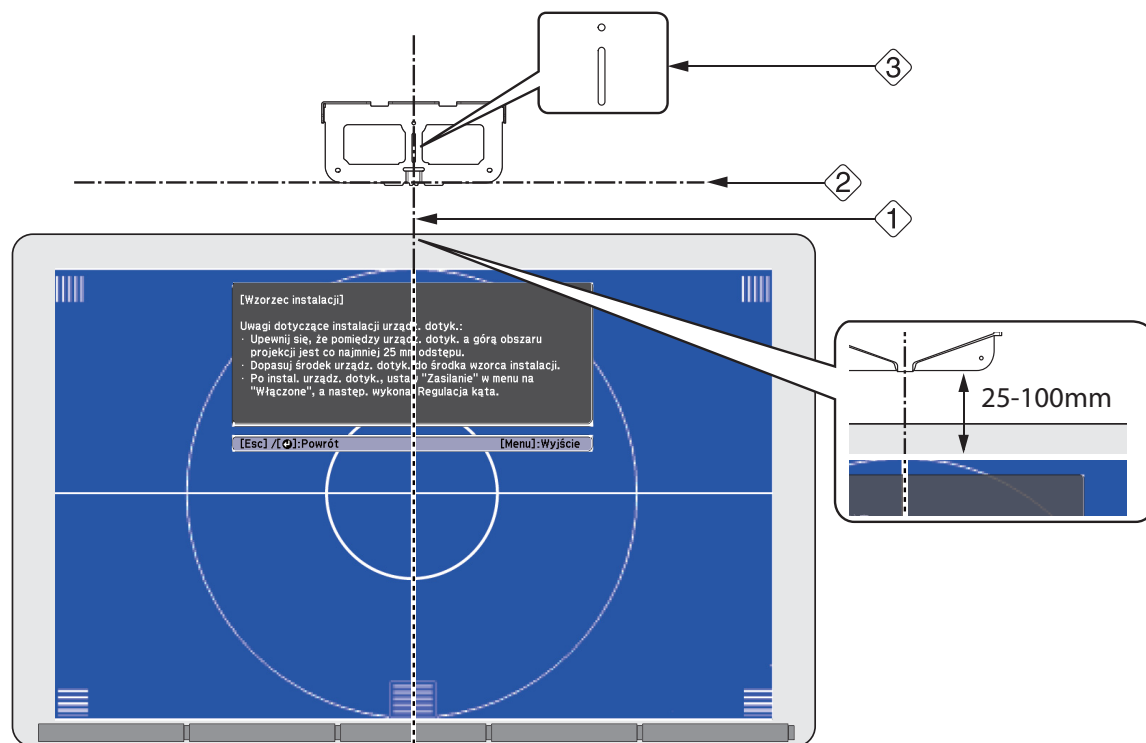 3
2
1
[Wzorzec instalacji]
Uwagi dotyczące instalacji urządz. dotyk.:
· Upewnij się, że pomiędzy urządz. dotyk. a górą obszaru
projekcji jest co najmniej 25 mm odstępu.
· Dopasuj środek urządz. dotyk. do środka wzorca instalacji.
· Po instal. urządz. dotyk., ustaw "Zasilanie" w menu na
"Włączone", a następ. wykonaj Regulacja kąta.
[Esc] /[⏎]:Powrót [Menu]:Wyjście
25-100mm